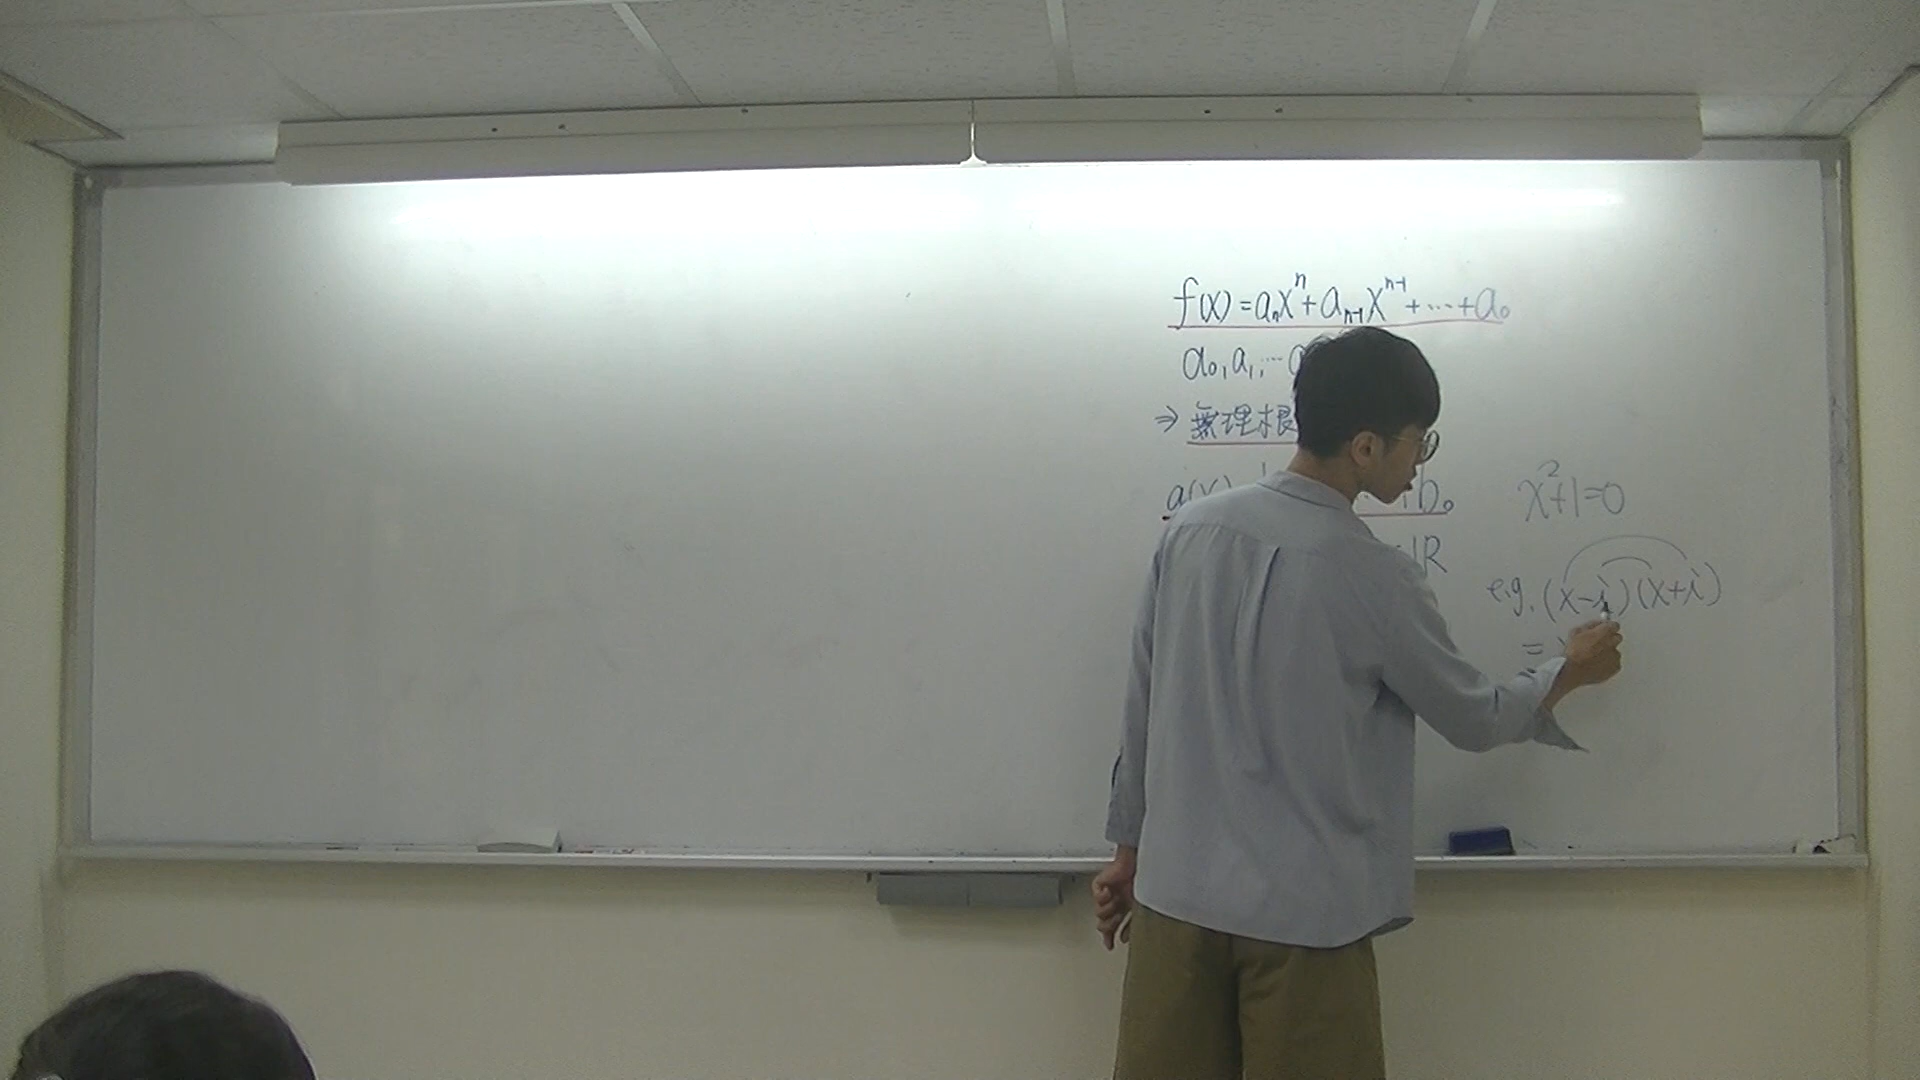 f(x) = aₙxⁿ + aₙ₋₁xⁿ⁻¹ + ... + a₀
a₀, a₁, ...
⇒ 無理根
b₀
ℝ
x² + 1 = 0
e.g. (x - i)(x + i)
=